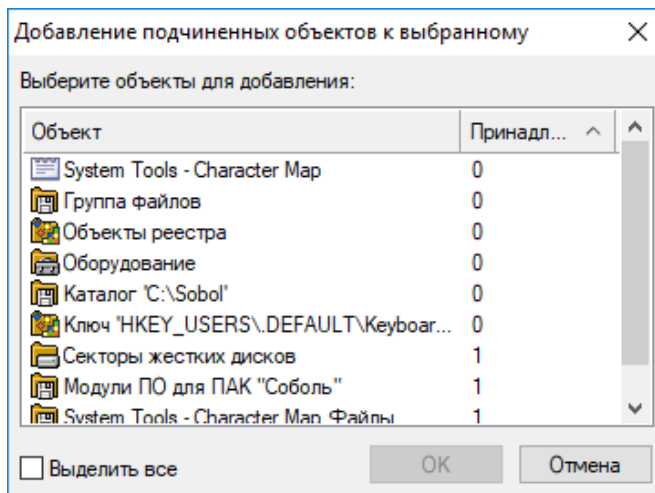 Добавление подчиненных объектов к выбранному
Выберите объекты для добавления:
Объект Принадл...
System Tools - Character Map 0
Группа файлов 0
Объекты реестра 0
Оборудование 0
Каталог 'C:\Sobol' 0
Ключ 'HKEY_USERS\.DEFAULT\Keyboar... 0
Секторы жестких дисков 1
Модули ПО для ПАК "Соболь" 1
System Tools - Character Map Файлы 1
Выделить все OK Отмена